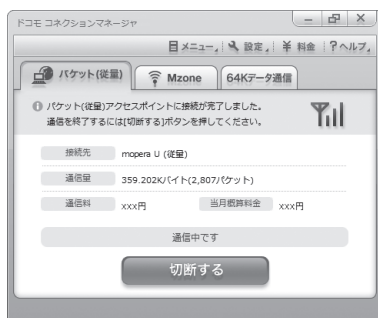 ドコモ コネクションマネージャ
メニュー 設定 ¥ 料金 ?ヘルプ
パケット(従量) Mzone 64Kデータ通信
パケット(従量)アクセスポイントに接続が完了しました。
通信を終了するには[切断する]ボタンを押してください。
接続先 mopera U (従量)
通信量 359.202Kバイト(2,807パケット)
通信料 xxx円 当月概算料金 xxx円
通信中です
切断する